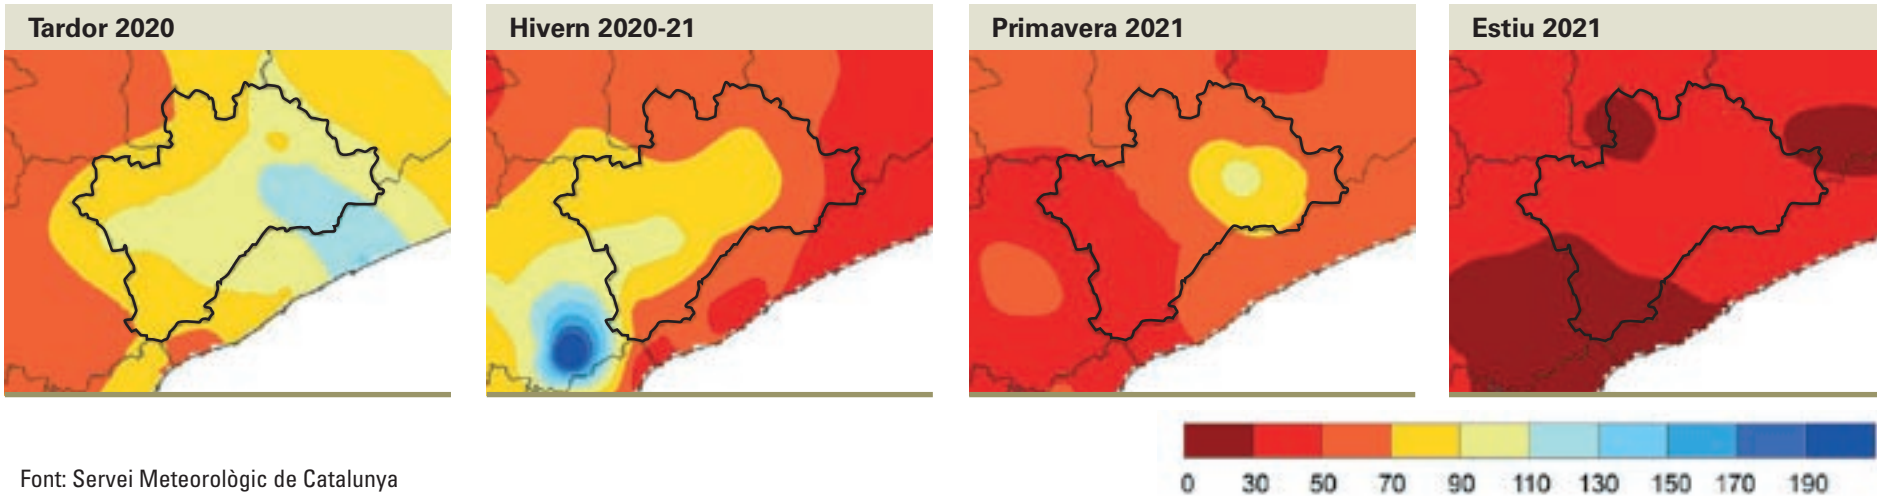 Tardor 2020
Hivern 2020-21
Primavera 2021
Estiu 2021
0 30 50 70 90 110 130 150 170 190
Font: Servei Meteorològic de Catalunya